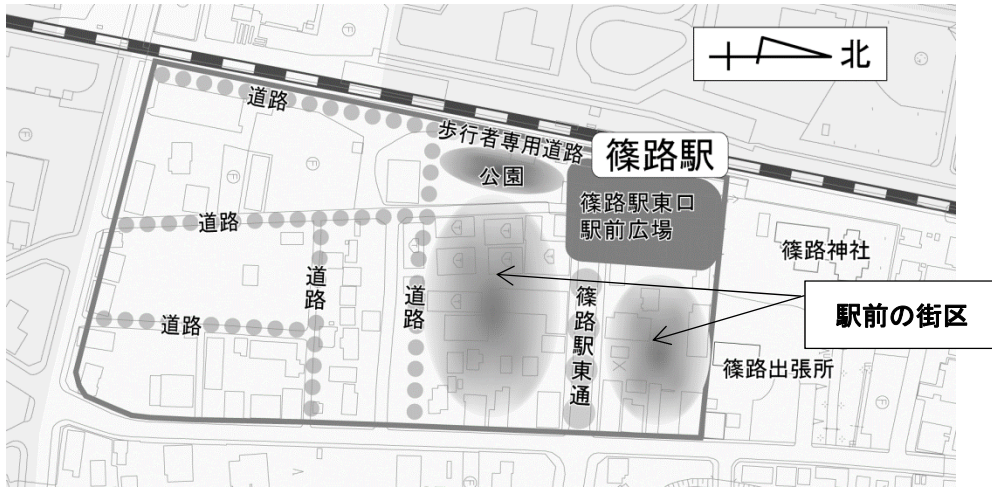 北
道路
歩行者専用道路
篠路駅
公園
篠路駅東口
駅前広場
道路
篠路神社
道路
道路
篠路駅東通
駅前の街区
道路
篠路出張所